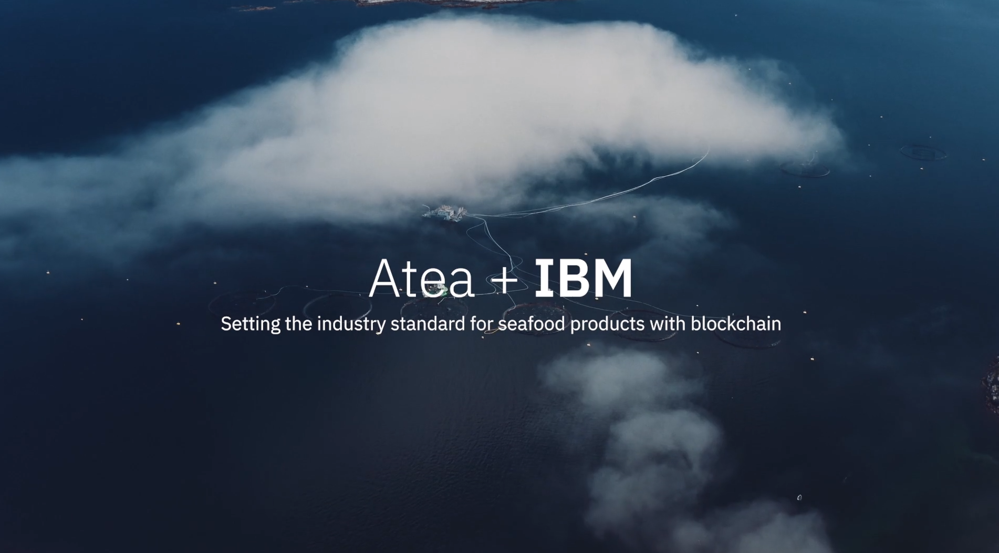 Atea + IBM
Setting the industry standard for seafood products with blockchain